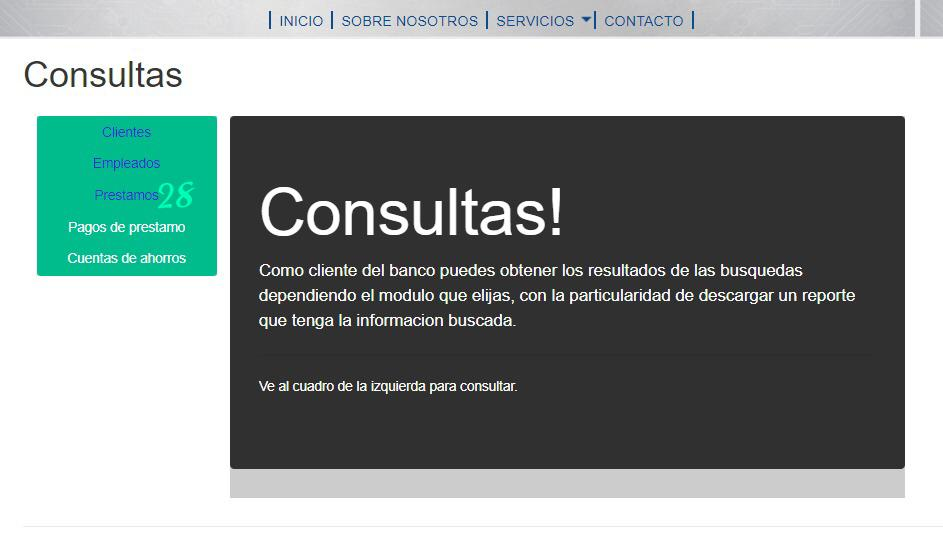 INICIO SOBRE NOSOTROS SERVICIOS CONTACTO
Consultas
Clientes
Empleados
Prestamos 28
Pagos de prestamo
Cuentas de ahorros
Consultas!
Como cliente del banco puedes obtener los resultados de las busquedas
dependiendo el modulo que elijas, con la particularidad de descargar un reporte
que tenga la informacion buscada.
Ve al cuadro de la izquierda para consultar.